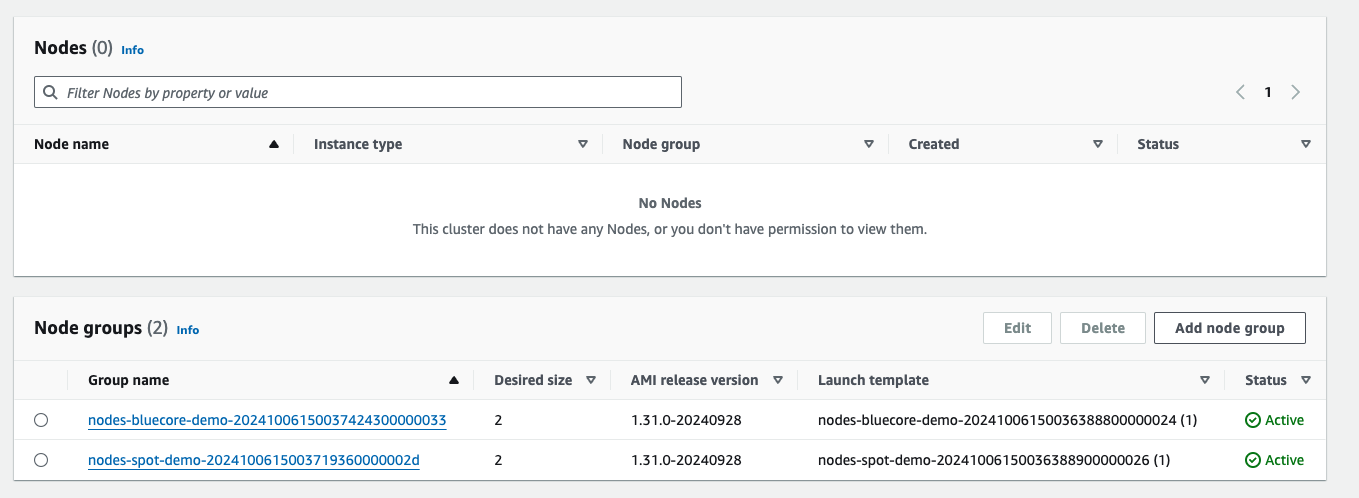 Nodes (0) Info
Filter Nodes by property or value
1
Node name Instance type Node group Created Status
No Nodes
This cluster does not have any Nodes, or you don't have permission to view them.
Node groups (2) Info
Edit Delete Add node group
Group name Desired size AMI release version Launch template Status
nodes-bluecore-demo-20241006150037424300000033 2 1.31.0-20240928 nodes-bluecore-demo-20241006150036388800000024 (1) Active
nodes-spot-demo-2024100615003719360000002d 2 1.31.0-20240928 nodes-spot-demo-20241006150036388900000026 (1) Active